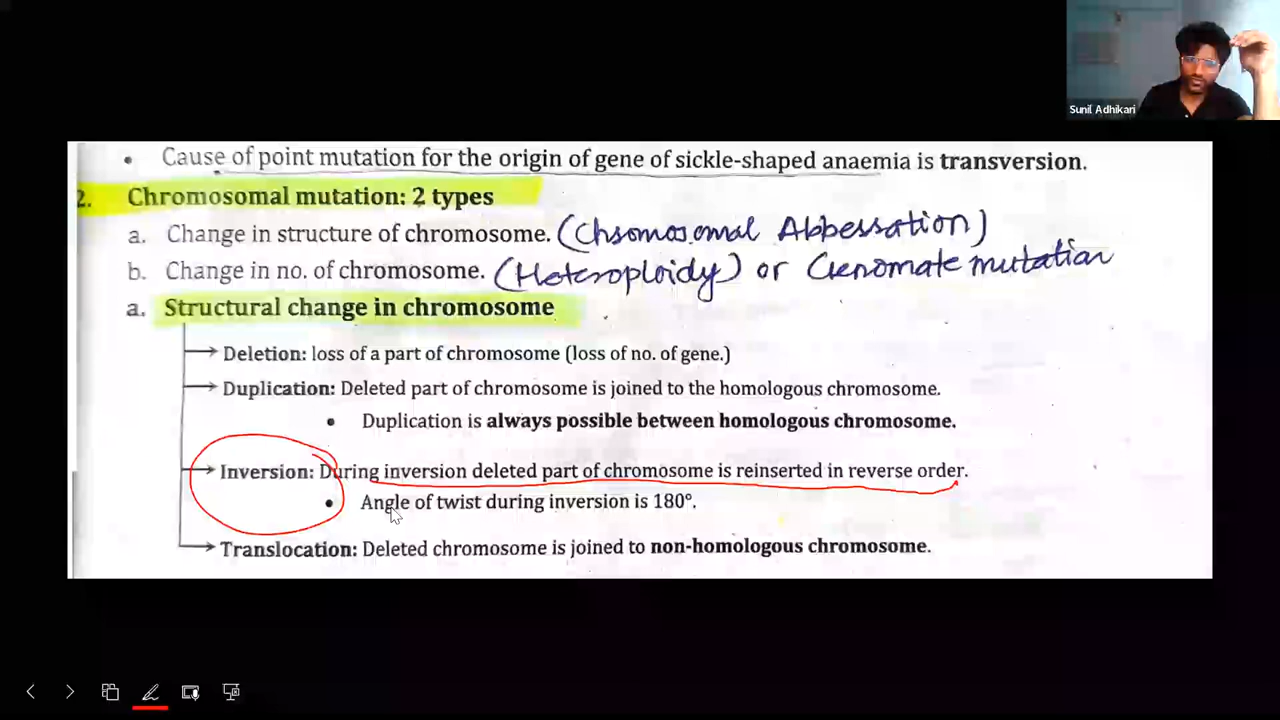 Sunil Adhikari
• Cause of point mutation for the origin of gene of sickle-shaped anaemia is transversion.
2. Chromosomal mutation: 2 types
a. Change in structure of chromosome. (Chsomosomal Abbessation)
b. Change in no. of chromosome. (Heteroploidy) or Genomate mutation
a. Structural change in chromosome
Deletion: loss of a part of chromosome (loss of no. of gene.)
Duplication: Deleted part of chromosome is joined to the homologous chromosome.
• Duplication is always possible between homologous chromosome.
Inversion: During inversion deleted part of chromosome is reinserted in reverse order.
• Angle of twist during inversion is 180°.
Translocation: Deleted chromosome is joined to non-homologous chromosome.